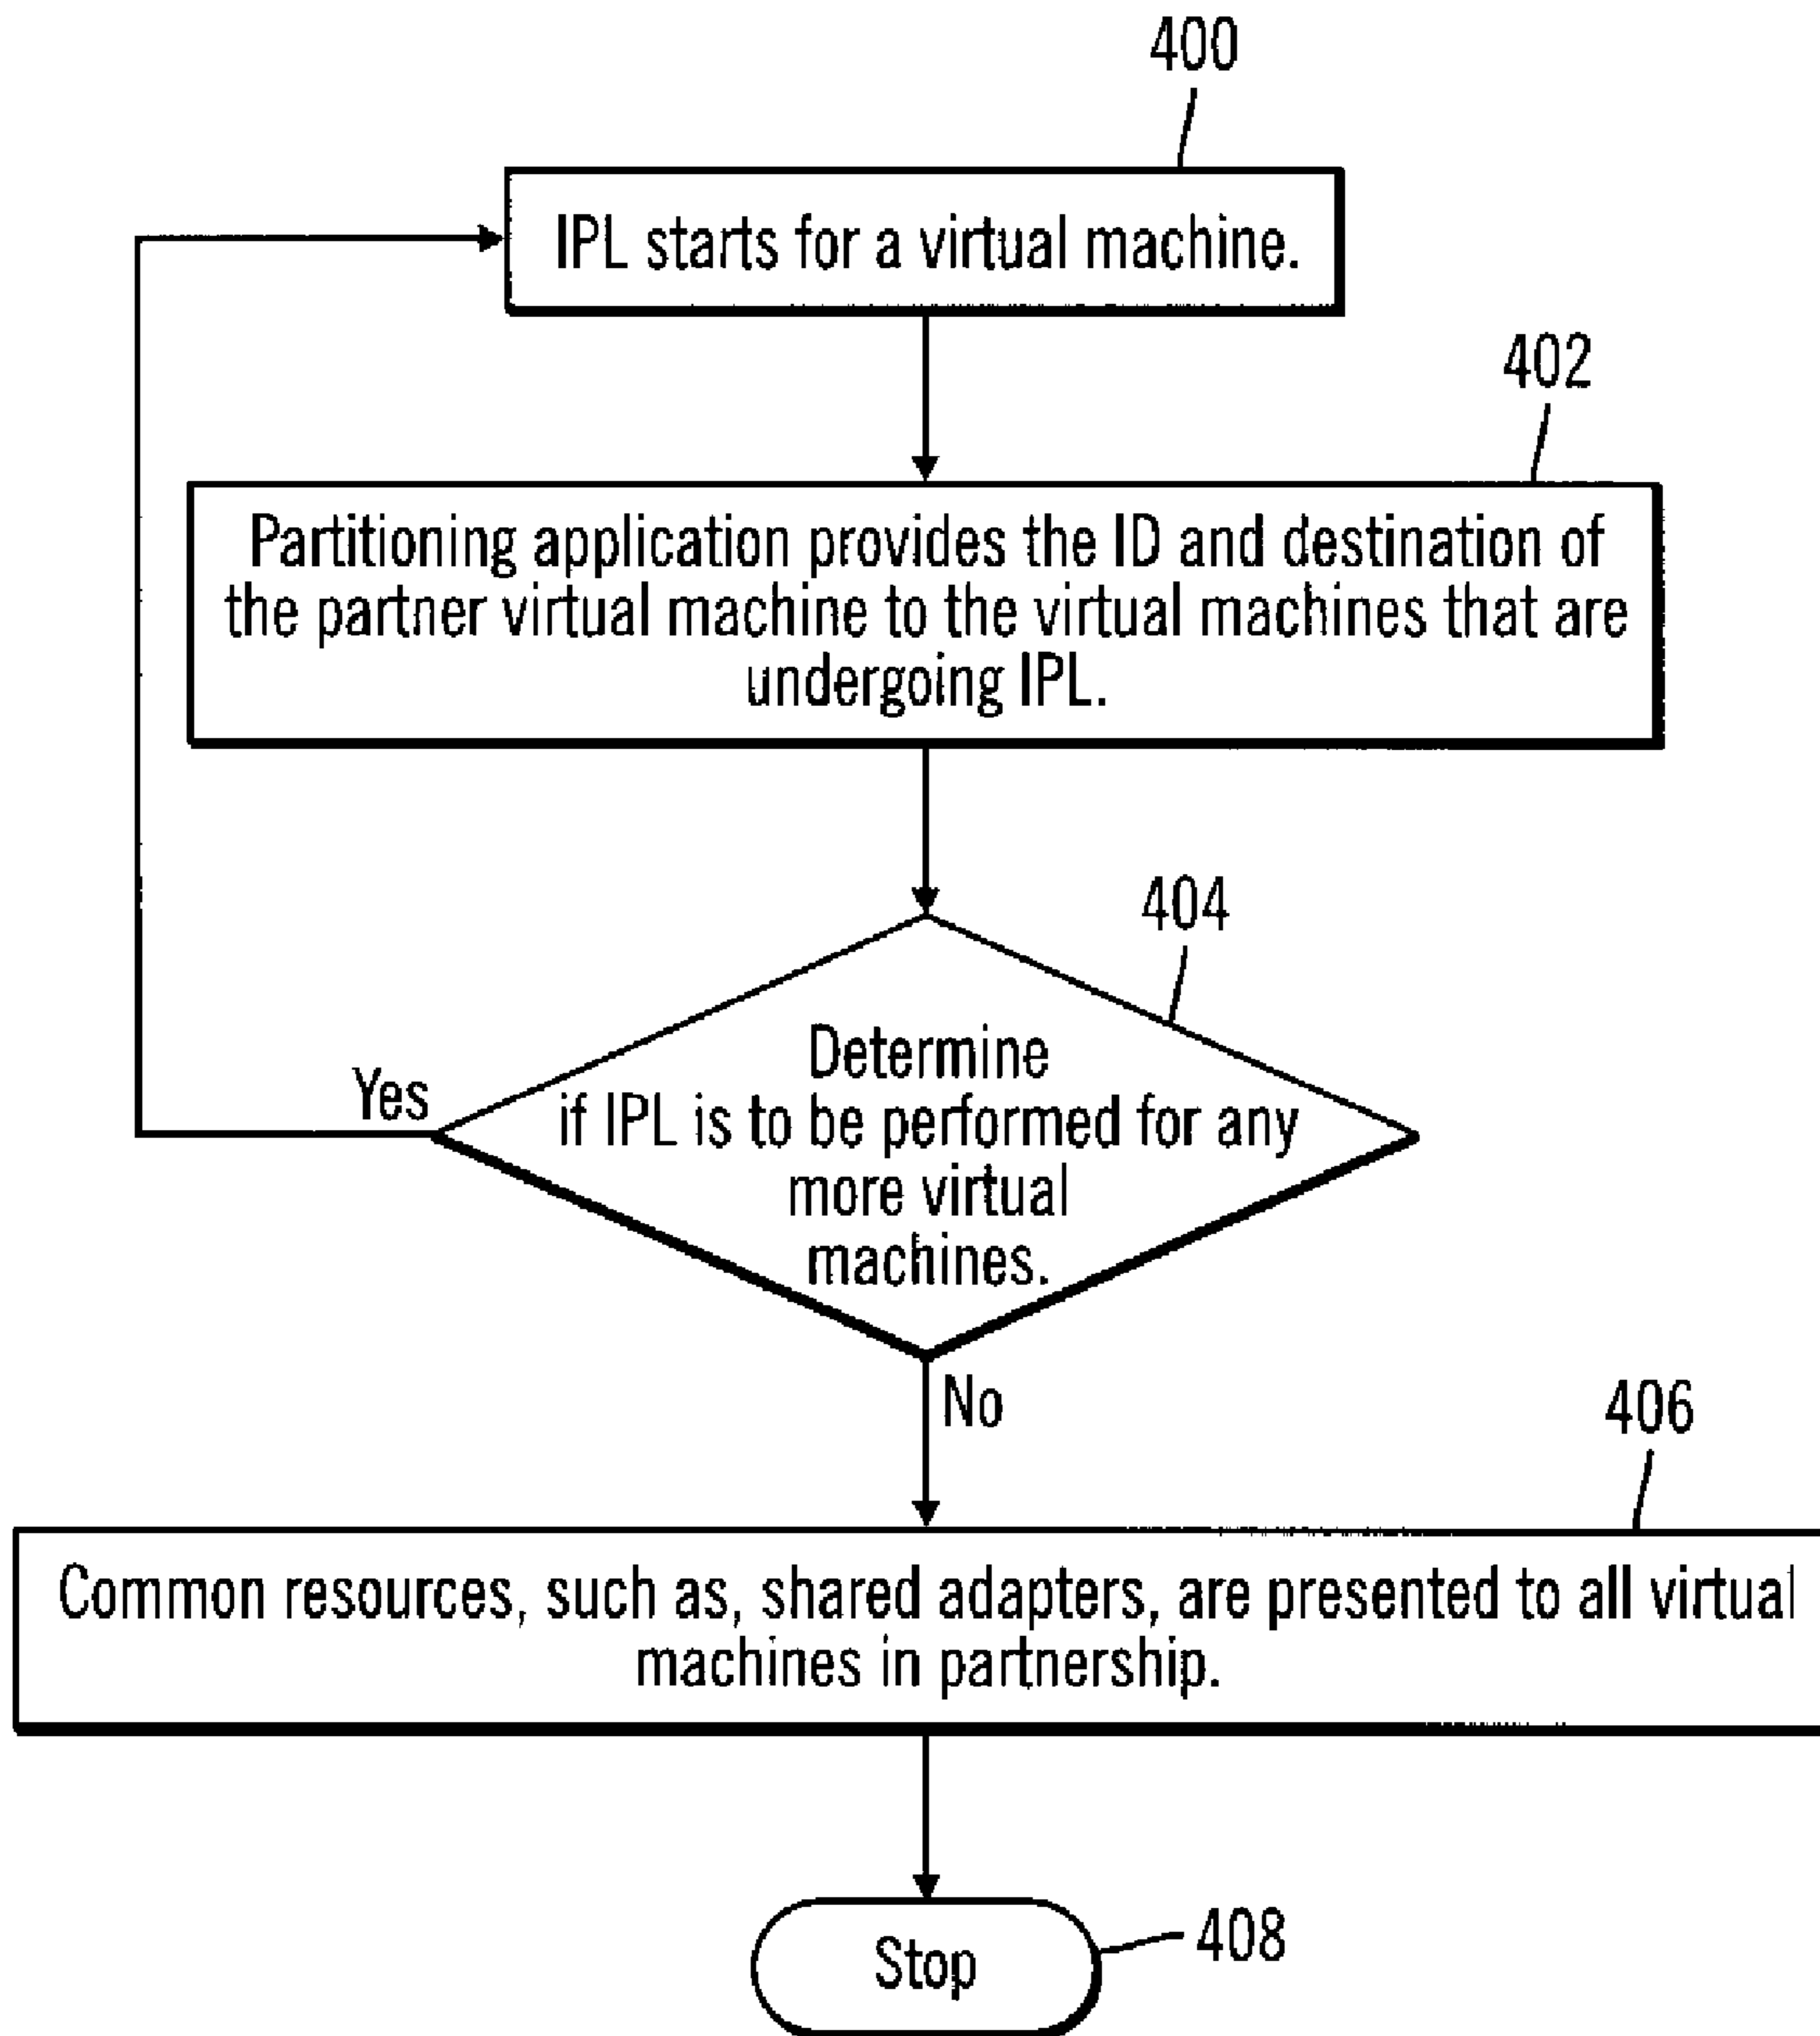 400
IPL starts for a virtual machine.
402
Partitioning application provides the ID and destination of
the partner virtual machine to the virtual machines that are
undergoing IPL.
404
Determine
if IPL is to be performed for any
more virtual
machines.
Yes
No
406
Common resources, such as, shared adapters, are presented to all virtual
machines in partnership.
Stop
408